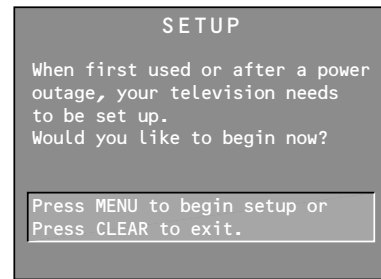 SETUP
When first used or after a power
outage, your television needs
to be set up.
Would you like to begin now?
Press MENU to begin setup or
Press CLEAR to exit.